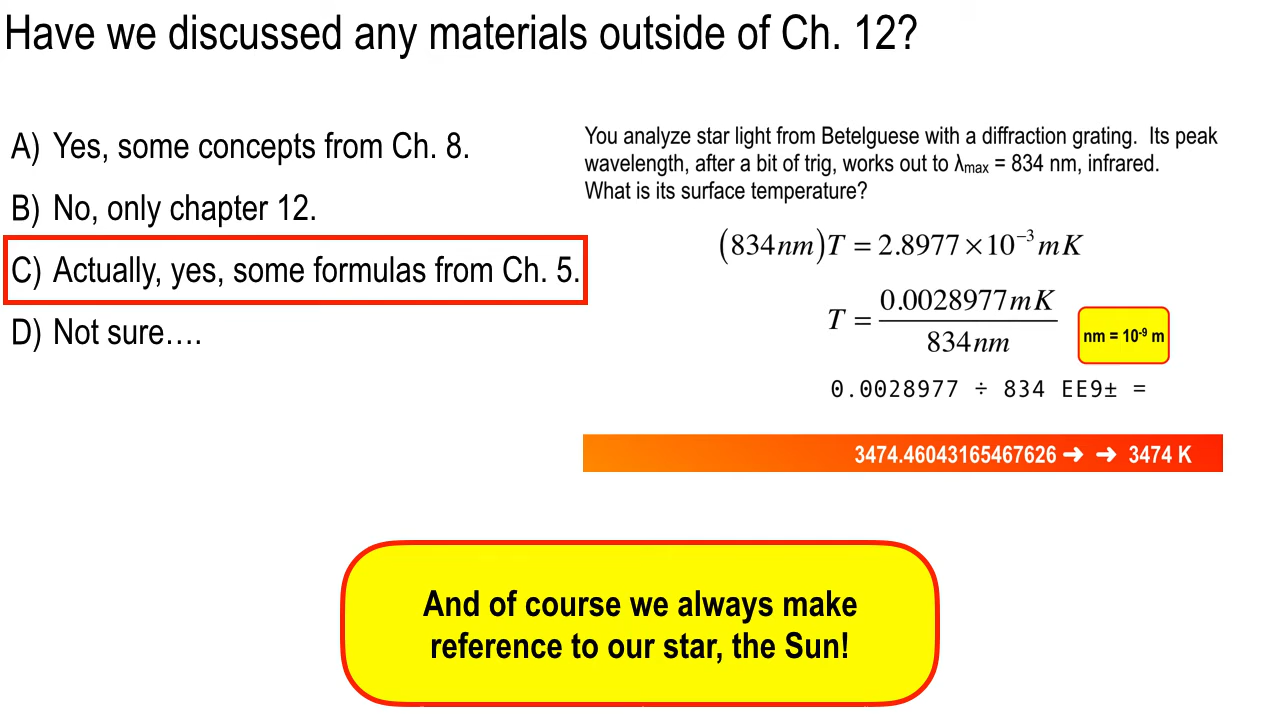 Have we discussed any materials outside of Ch. 12?
A) Yes, some concepts from Ch. 8.
B) No, only chapter 12.
C) Actually, yes, some formulas from Ch. 5.
D) Not sure….
You analyze star light from Betelguese with a diffraction grating. Its peak
wavelength, after a bit of trig, works out to λmax = 834 nm, infrared.
What is its surface temperature?
(834nm)T = 2.8977×10⁻³ mK
T = 0.0028977mK / 834nm
nm = 10⁻⁹ m
0.0028977 ÷ 834 EE9± =
3474.46043165467626 ➜ ➜ 3474 K
And of course we always make
reference to our star, the Sun!